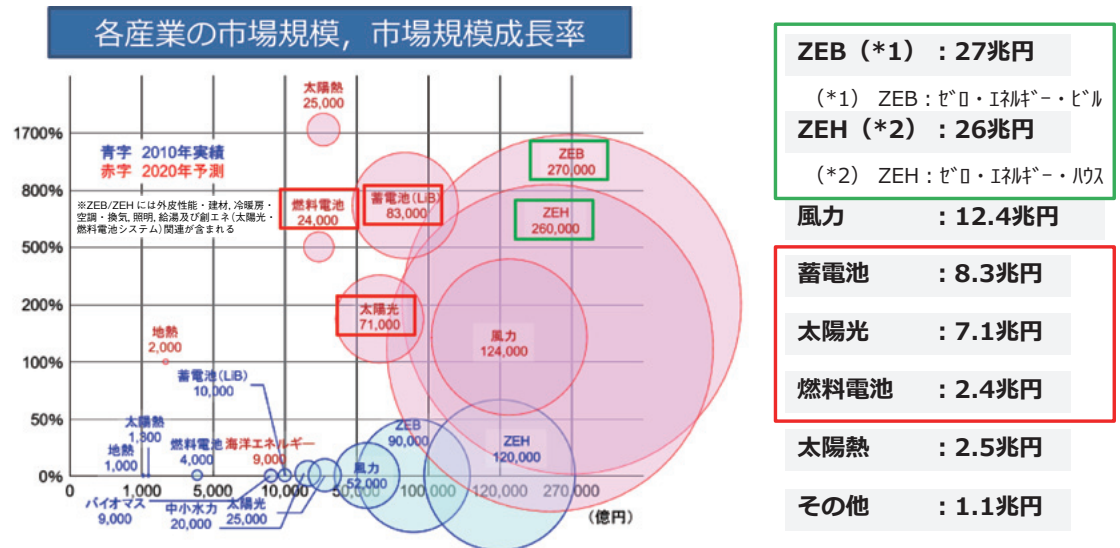 各産業の市場規模，市場規模成長率
太陽熱
25,000
1700%
青字 2010年実績
赤字 2020年予測
ZEB
270,000
800%
※ZEB/ZEHには外皮性能・建材, 冷暖房・
空調・換気, 照明, 給湯及び創エネ(太陽光・
燃料電池システム)関連が含まれる
燃料電池
24,000
蓄電池(LiB)
83,000
ZEH
260,000
500%
200%
太陽光
71,000
地熱
2,000
風力
124,000
100%
蓄電池(LiB)
10,000
50%
太陽熱
1,300
地熱
1,000
燃料電池
4,000
海洋エネルギー
9,000
ZEB
90,000
ZEH
120,000
風力
52,000
0%
0 1,000 5,000 10,000 50,000 100,000 120,000 270,000
バイオマス
9,000
中小水力
20,000
太陽光
25,000
(億円)
ZEB（*1）：27兆円
（*1） ZEB：ｾﾞﾛ・ｴﾈﾙｷﾞｰ・ﾋﾞﾙ
ZEH（*2）：26兆円
（*2） ZEH：ｾﾞﾛ・ｴﾈﾙｷﾞｰ・ﾊｳｽ
風力 ：12.4兆円
蓄電池 ：8.3兆円
太陽光 ：7.1兆円
燃料電池 ：2.4兆円
太陽熱 ：2.5兆円
その他 ：1.1兆円